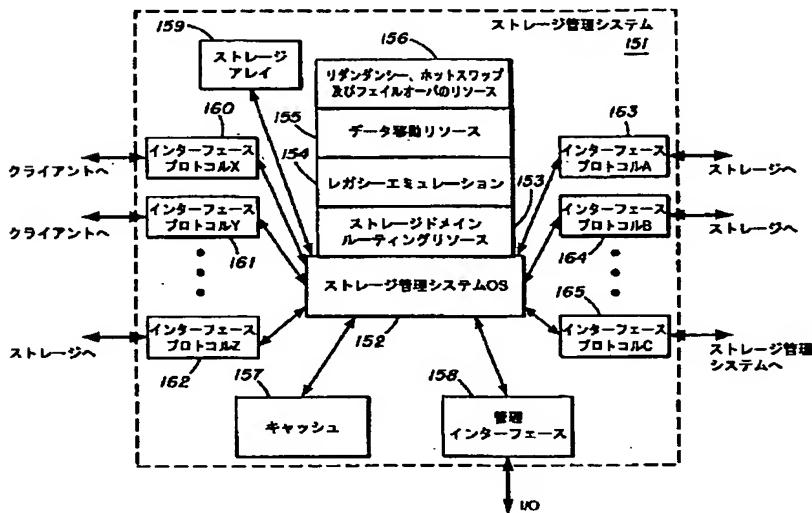 ストレージ管理システム
151
159
ストレージ
アレイ
156
リダンダンシー、ホットスワップ
及びフェイルオーバのリソース
155
データ移動リソース
154
レガシーエミュレーション
153
ストレージドメイン
ルーティングリソース
ストレージ管理システムOS
152
160
インターフェース
プロトコルX
クライアントへ
インターフェース
プロトコルY
161
クライアントへ
インターフェース
プロトコルZ
162
ストレージへ
163
インターフェース
プロトコルA
ストレージへ
インターフェース
プロトコルB
164
ストレージへ
165
インターフェース
プロトコルC
ストレージ管理
システムへ
157
キャッシュ
158
管理
インターフェース
I/O